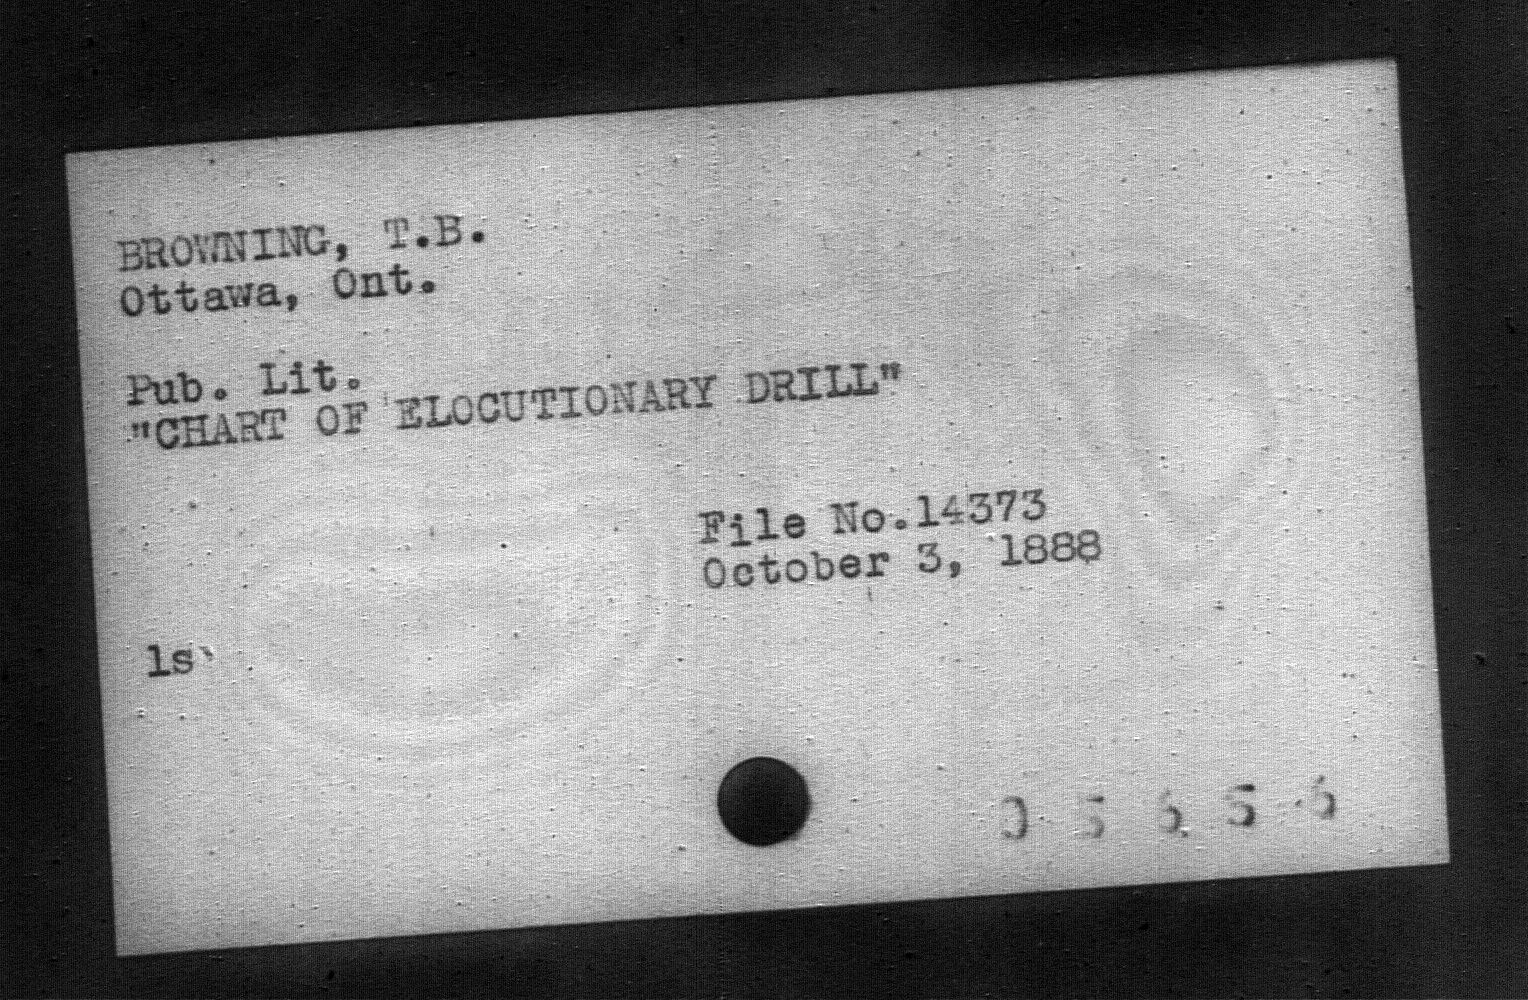 BROWNING, T.B.
Ottawa, Ont.
Pub. Lit.
"CHART OF ELOCUTIONARY DRILL"
File No.14373
October 3, 1888
ls